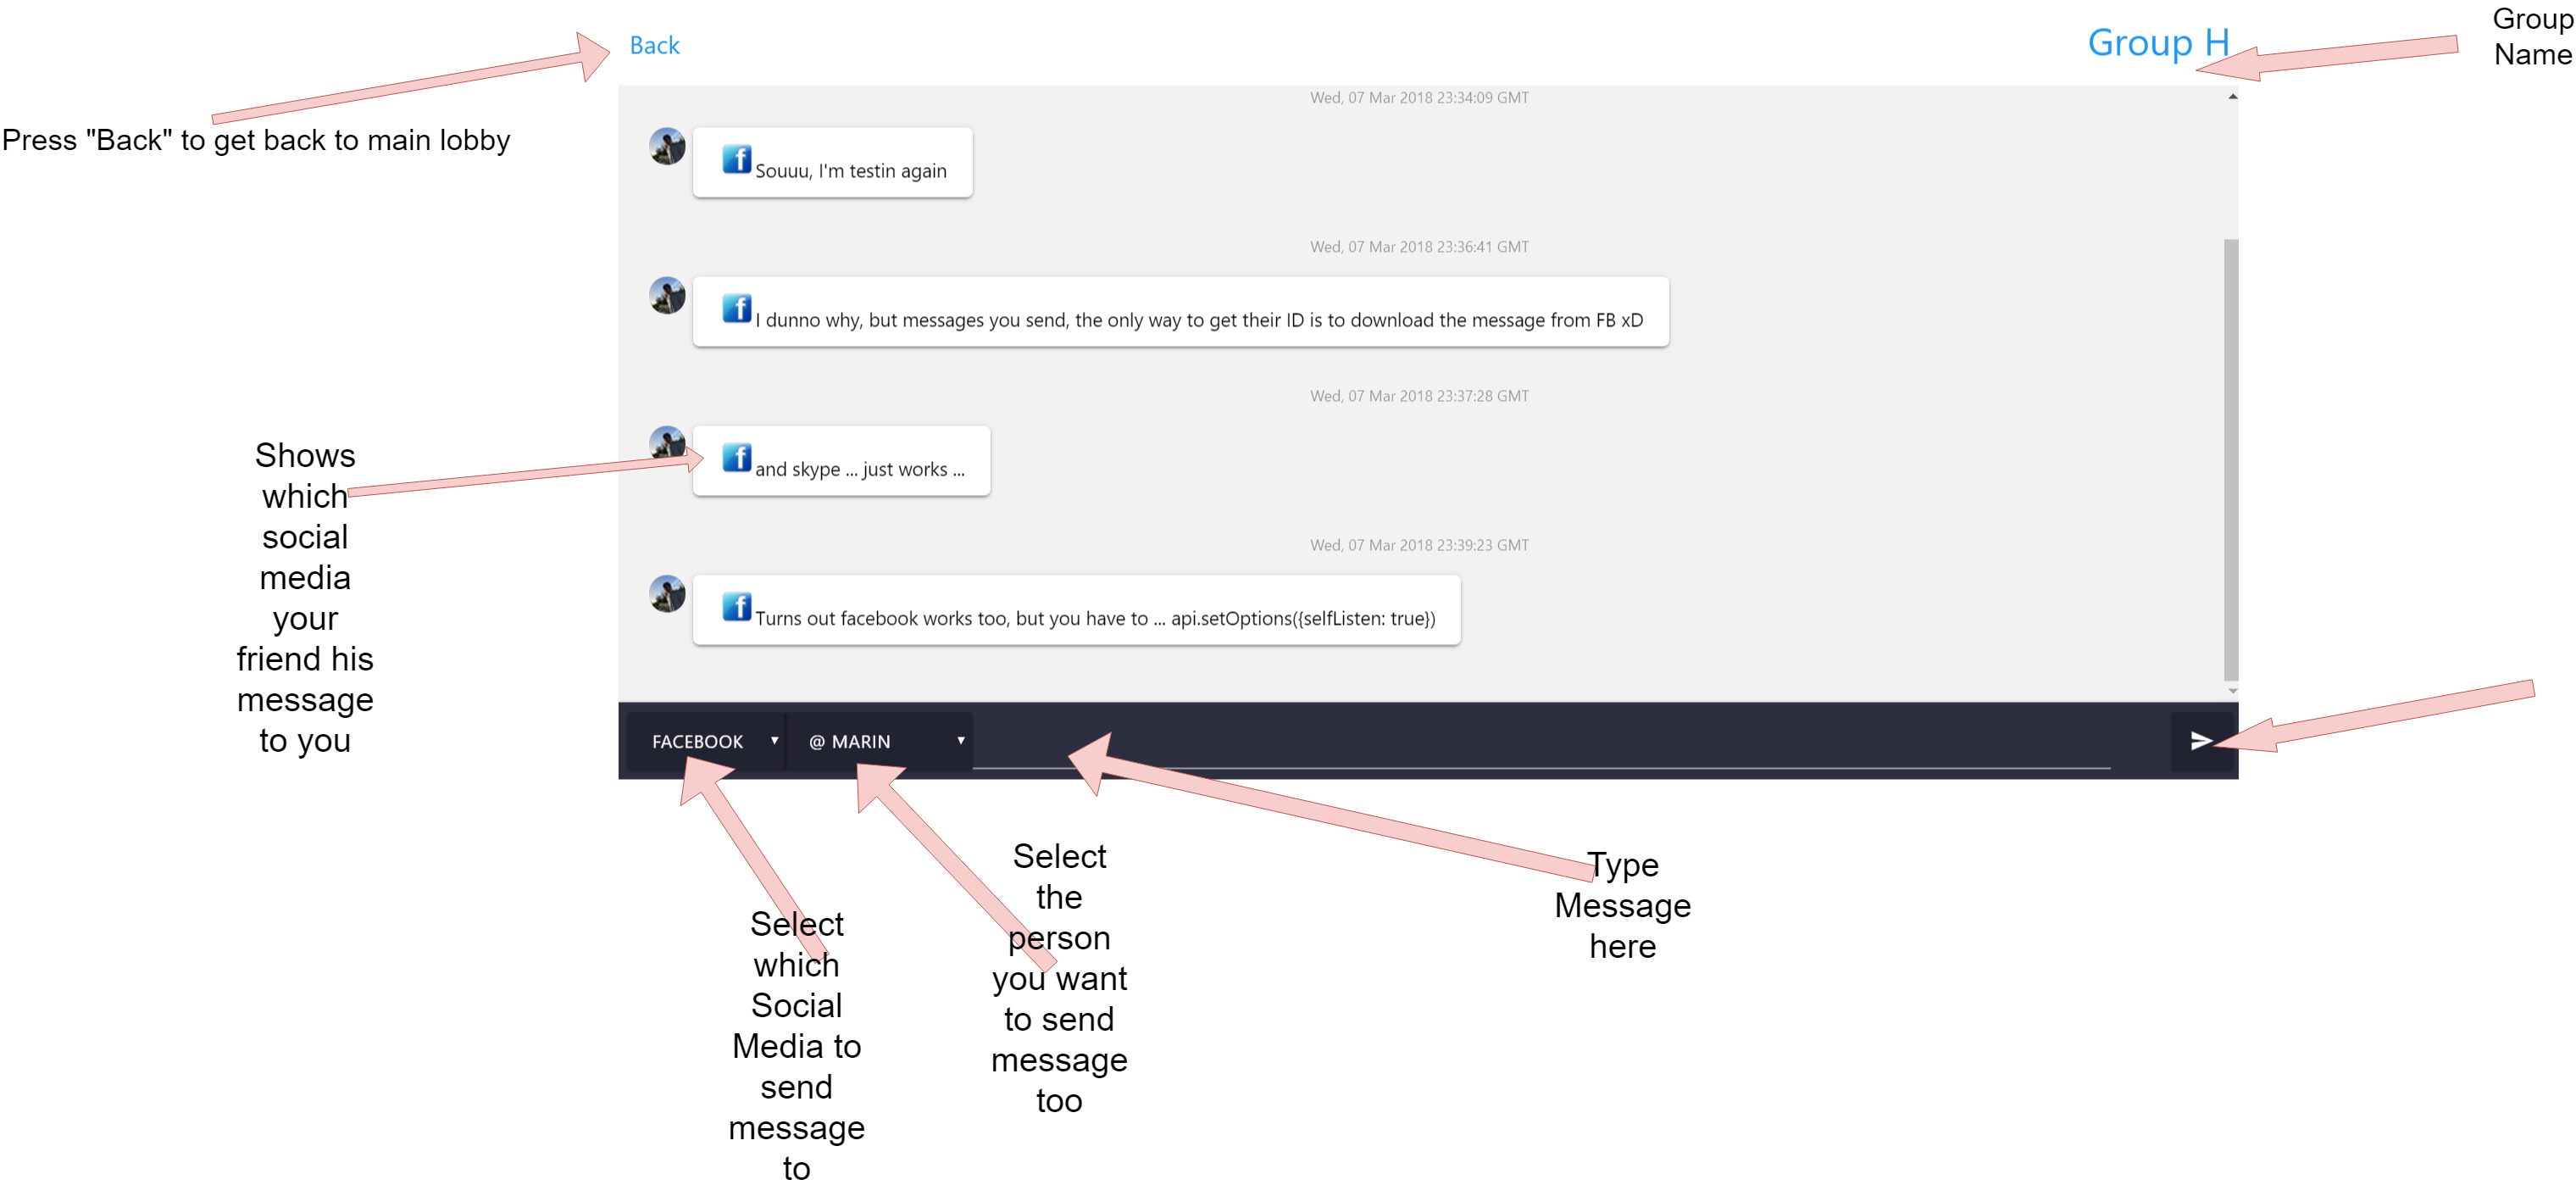 Group
Name
Back
Group H
Press "Back" to get back to main lobby
Wed, 07 Mar 2018 23:34:09 GMT
f Souuu, I'm testin again
Wed, 07 Mar 2018 23:36:41 GMT
f I dunno why, but messages you send, the only way to get their ID is to download the message from FB xD
Wed, 07 Mar 2018 23:37:28 GMT
f and skype ... just works ...
Shows
which
social
media
your
friend his
message
to you
Wed, 07 Mar 2018 23:39:23 GMT
f Turns out facebook works too, but you have to ... api.setOptions({selfListen: true})
FACEBOOK
@ MARIN
Select
which
Social
Media to
send
message
to
Select
the
person
you want
to send
message
too
Type
Message
here